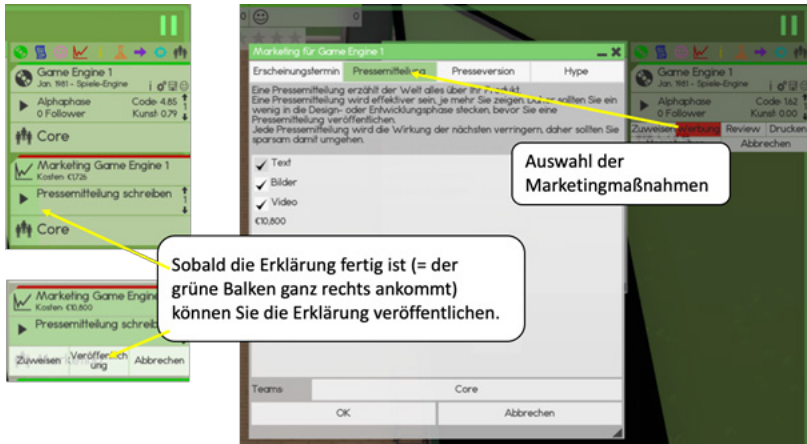 Game Engine 1
Jan. 1981 - Spiele-Engine
Alphaphase
Code 4.85
0 Follower
Kunst 0.79
1
Core
Marketing Game Engine 1
Kosten €1,726
Pressemitteilung schreiben
1
Core
Marketing Game Engine
Kosten €10,800
Pressemitteilung
Zuweisen
Veröffentlich
ung
Abbrechen
0
0
Marketing für Game Engine 1
Erscheinungstermin
Pressemitteilung
Presseversion
Hype
Eine Pressemitteilung erzählt der Welt alles über Ihr Produkt.
Eine Pressemitteilung wird effektiver sein, je mehr Sie zeigen. Daher sollten Sie ein
wenig in die Design- oder Entwicklungsphase stecken, bevor Sie eine
Pressemitteilung veröffentlichen.
Jede Pressemitteilung wird die Wirkung der nächsten verringern, daher sollten Sie
sparsam damit umgehen.
Text
Bilder
Video
€10,800
Teams
Core
OK
Abbrechen
Auswahl der
Marketingmaßnahmen
Sobald die Erklärung fertig ist (= der
grüne Balken ganz rechts ankommt)
können Sie die Erklärung veröffentlichen.
Game Engine 1
Jan. 1981 - Spiele-Engine
Alphaphase
Code 1.62
0 Follower
Kunst 0.00
1
Zuweisen
Werbung
Review
Drucken
Abbrechen